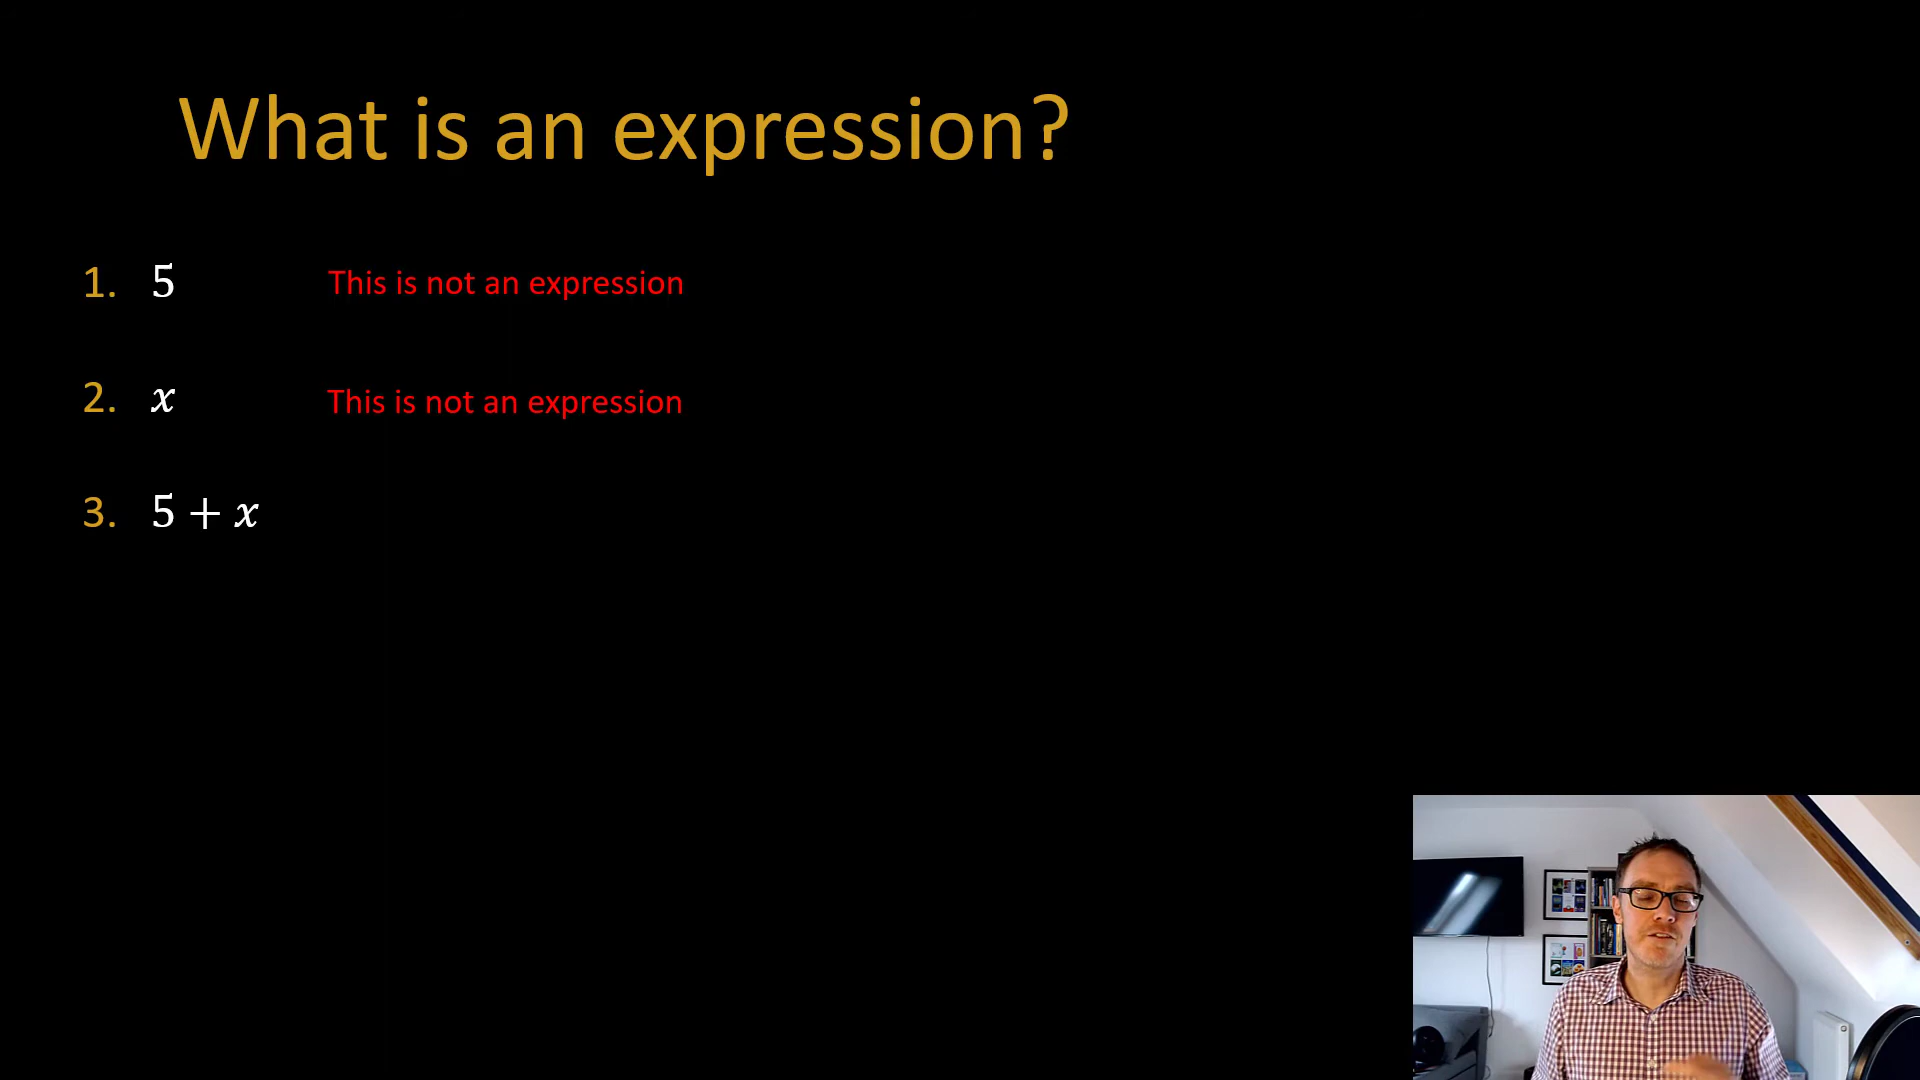 What is an expression?
1. 5 This is not an expression
2. x This is not an expression
3. 5 + x